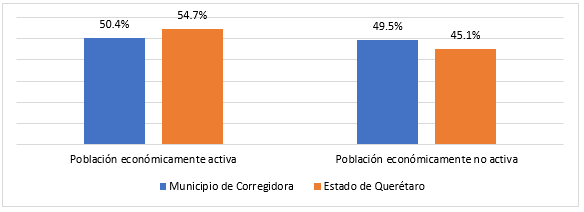 50.4%
54.7%
49.5%
45.1%
Población económicamente activa
Población económicamente no activa
Municipio de Corregidora
Estado de Querétaro